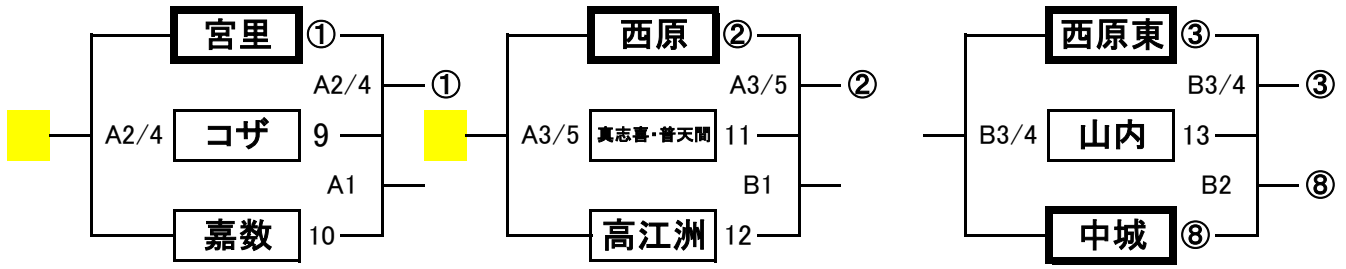 宮里 ①
A2/4 ①
A2/4 コザ 9
A1
嘉数 10
西原 ②
A3/5 ②
A3/5 真志喜・普天間 11
B1
高江洲 12
西原東 ③
B3/4 ③
B3/4 山内 13
B2 ⑧
中城 ⑧